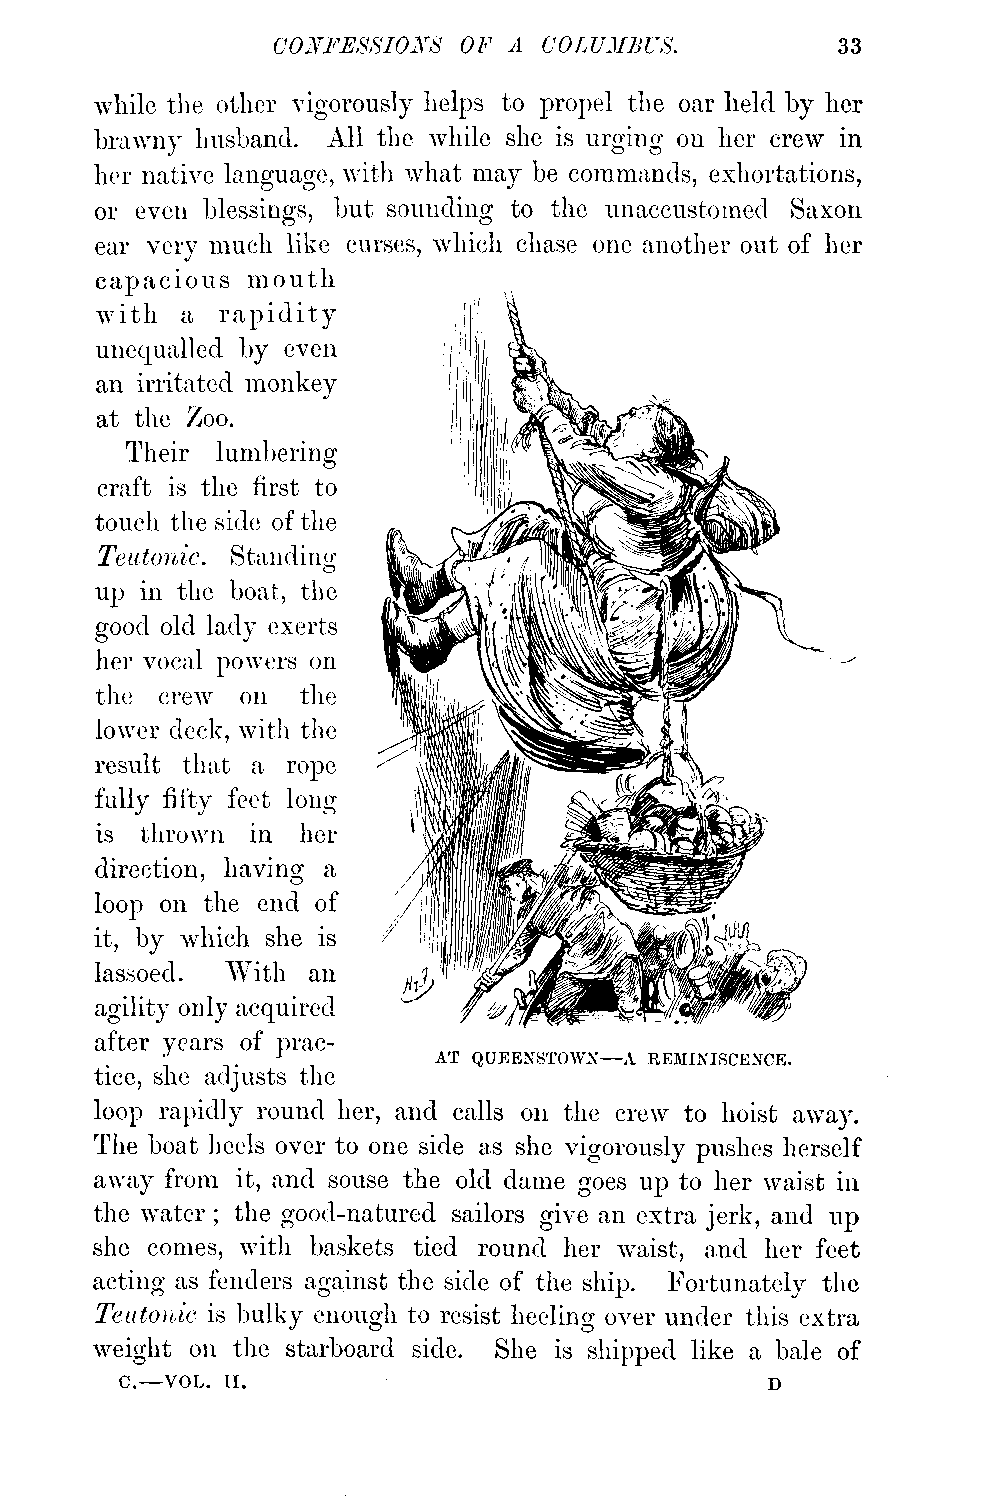 CONFESSIONS OF A COLUMBUS. 33
while the other vigorously helps to propel the oar held by her
brawny husband. All the while she is urging on her crew in
her native language, with what may be commands, exhortations,
or even blessings, but sounding to the unaccustomed Saxon
ear very much like curses, which chase one another out of her
capacious mouth
with a rapidity
unequalled by even
an irritated monkey
at the Zoo.
Their lumbering
craft is the first to
touch the side of the
Teutonic. Standing
up in the boat, the
good old lady exerts
her vocal powers on
the crew on the
lower deck, with the
result that a rope
fully fifty feet long
is thrown in her
direction, having a
loop on the end of
it, by which she is
lassoed. With an
agility only acquired
after years of prac-
tice, she adjusts the
AT QUEENSTOWN—A REMINISCENCE.
loop rapidly round her, and calls on the crew to hoist away.
The boat heels over to one side as she vigorously pushes herself
away from it, and souse the old dame goes up to her waist in
the water; the good-natured sailors give an extra jerk, and up
she comes, with baskets tied round her waist, and her feet
acting as fenders against the side of the ship. Fortunately the
Teutonic is bulky enough to resist heeling over under this extra
weight on the starboard side. She is shipped like a bale of
C.—VOL. II. D